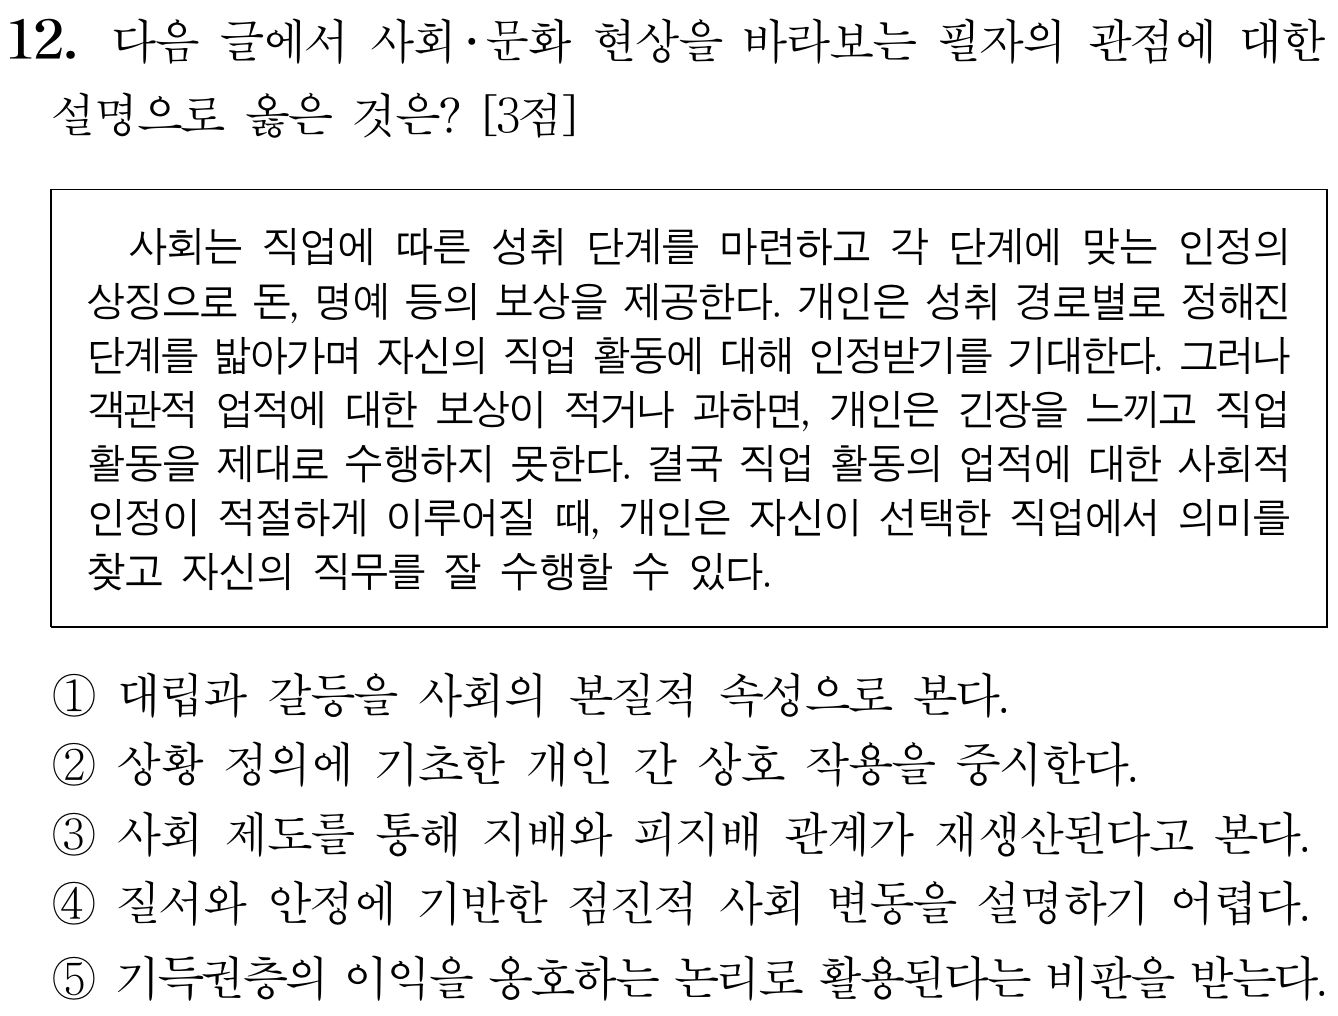 12. 다음 글에서 사회·문화 현상을 바라보는 필자의 관점에 대한
설명으로 옳은 것은? [3점]
사회는 직업에 따른 성취 단계를 마련하고 각 단계에 맞는 인정의
상징으로 돈, 명예 등의 보상을 제공한다. 개인은 성취 경로별로 정해진
단계를 밟아가며 자신의 직업 활동에 대해 인정받기를 기대한다. 그러나
객관적 업적에 대한 보상이 적거나 과하면, 개인은 긴장을 느끼고 직업
활동을 제대로 수행하지 못한다. 결국 직업 활동의 업적에 대한 사회적
인정이 적절하게 이루어질 때, 개인은 자신이 선택한 직업에서 의미를
찾고 자신의 직무를 잘 수행할 수 있다.
① 대립과 갈등을 사회의 본질적 속성으로 본다.
② 상황 정의에 기초한 개인 간 상호 작용을 중시한다.
③ 사회 제도를 통해 지배와 피지배 관계가 재생산된다고 본다.
④ 질서와 안정에 기반한 점진적 사회 변동을 설명하기 어렵다.
⑤ 기득권층의 이익을 옹호하는 논리로 활용된다는 비판을 받는다.